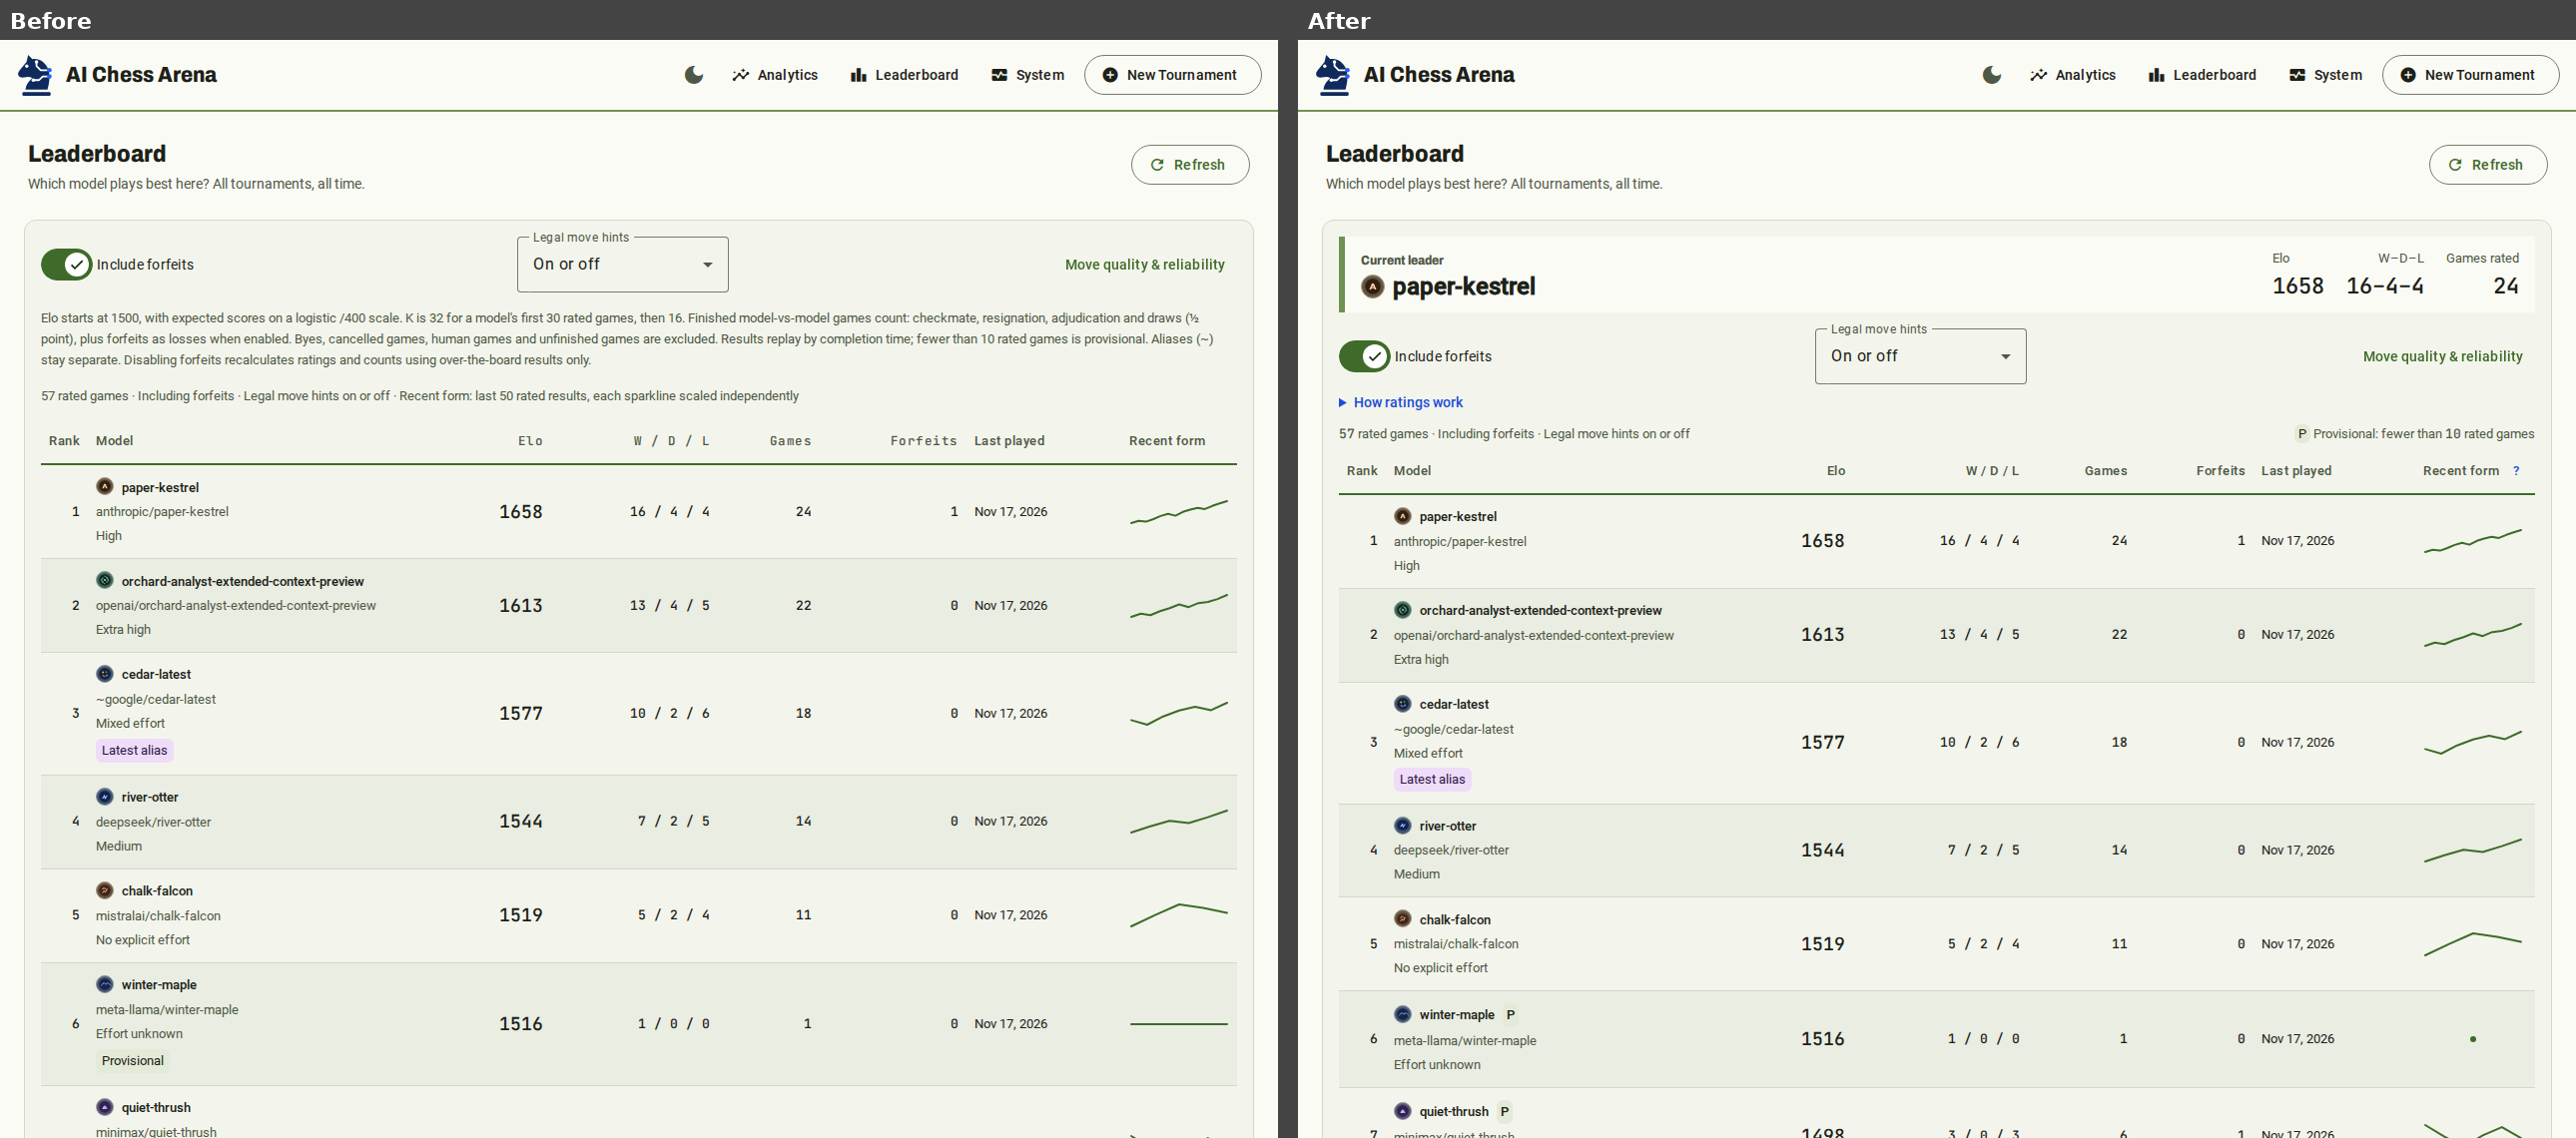 Before
AI Chess Arena
Analytics
Leaderboard
System
New Tournament
Leaderboard
Which model plays best here? All tournaments, all time.
Refresh
Include forfeits
Legal move hints
On or off
Move quality & reliability
Elo starts at 1500, with expected scores on a logistic /400 scale. K is 32 for a model's first 30 rated games, then 16. Finished model-vs-model games count: checkmate, resignation, adjudication and draws (½
point), plus forfeits as losses when enabled. Byes, cancelled games, human games and unfinished games are excluded. Results replay by completion time; fewer than 10 rated games is provisional. Aliases (~)
stay separate. Disabling forfeits recalculates ratings and counts using over-the-board results only.
57 rated games · Including forfeits · Legal move hints on or off · Recent form: last 50 rated results, each sparkline scaled independently
Rank Model Elo W / D / L Games Forfeits Last played Recent form
paper-kestrel
1 anthropic/paper-kestrel 1658 16 / 4 / 4 24 1 Nov 17, 2026
High
orchard-analyst-extended-context-preview
2 openai/orchard-analyst-extended-context-preview 1613 13 / 4 / 5 22 0 Nov 17, 2026
Extra high
cedar-latest
~google/cedar-latest
3 1577 10 / 2 / 6 18 0 Nov 17, 2026
Mixed effort
Latest alias
river-otter
4 deepseek/river-otter 1544 7 / 2 / 5 14 0 Nov 17, 2026
Medium
chalk-falcon
5 mistralai/chalk-falcon 1519 5 / 2 / 4 11 0 Nov 17, 2026
No explicit effort
winter-maple
meta-llama/winter-maple
6 1516 1 / 0 / 0 1 0 Nov 17, 2026
Effort unknown
Provisional
quiet-thrush
minimax/quiet-thrush
After
AI Chess Arena
Analytics
Leaderboard
System
New Tournament
Leaderboard
Which model plays best here? All tournaments, all time.
Refresh
Current leader
paper-kestrel
Elo W–D–L Games rated
1658 16–4–4 24
Include forfeits
Legal move hints
On or off
Move quality & reliability
How ratings work
57 rated games · Including forfeits · Legal move hints on or off
P Provisional: fewer than 10 rated games
Rank Model Elo W / D / L Games Forfeits Last played Recent form ?
paper-kestrel
1 anthropic/paper-kestrel 1658 16 / 4 / 4 24 1 Nov 17, 2026
High
orchard-analyst-extended-context-preview
2 openai/orchard-analyst-extended-context-preview 1613 13 / 4 / 5 22 0 Nov 17, 2026
Extra high
cedar-latest
~google/cedar-latest
3 1577 10 / 2 / 6 18 0 Nov 17, 2026
Mixed effort
Latest alias
river-otter
4 deepseek/river-otter 1544 7 / 2 / 5 14 0 Nov 17, 2026
Medium
chalk-falcon
5 mistralai/chalk-falcon 1519 5 / 2 / 4 11 0 Nov 17, 2026
No explicit effort
winter-maple P
6 meta-llama/winter-maple 1516 1 / 0 / 0 1 0 Nov 17, 2026
Effort unknown
quiet-thrush P
7 minimax/quiet-thrush 1498 3 / 0 / 3 6 1 Nov 17, 2026